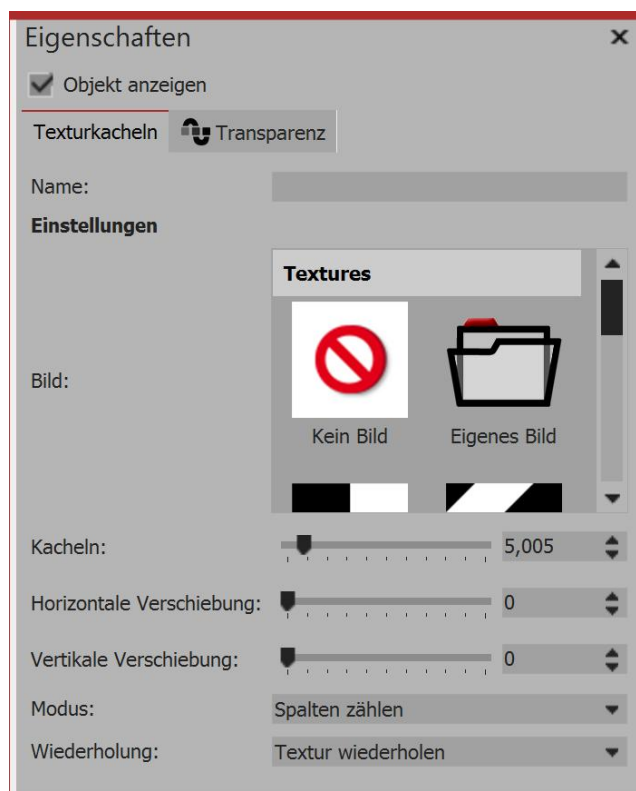 Eigenschaften
Objekt anzeigen
Texturkacheln Transparenz
Name:
Einstellungen
Textures
Bild:
Kein Bild Eigenes Bild
Kacheln: 5,005
Horizontale Verschiebung: 0
Vertikale Verschiebung: 0
Modus: Spalten zählen
Wiederholung: Textur wiederholen